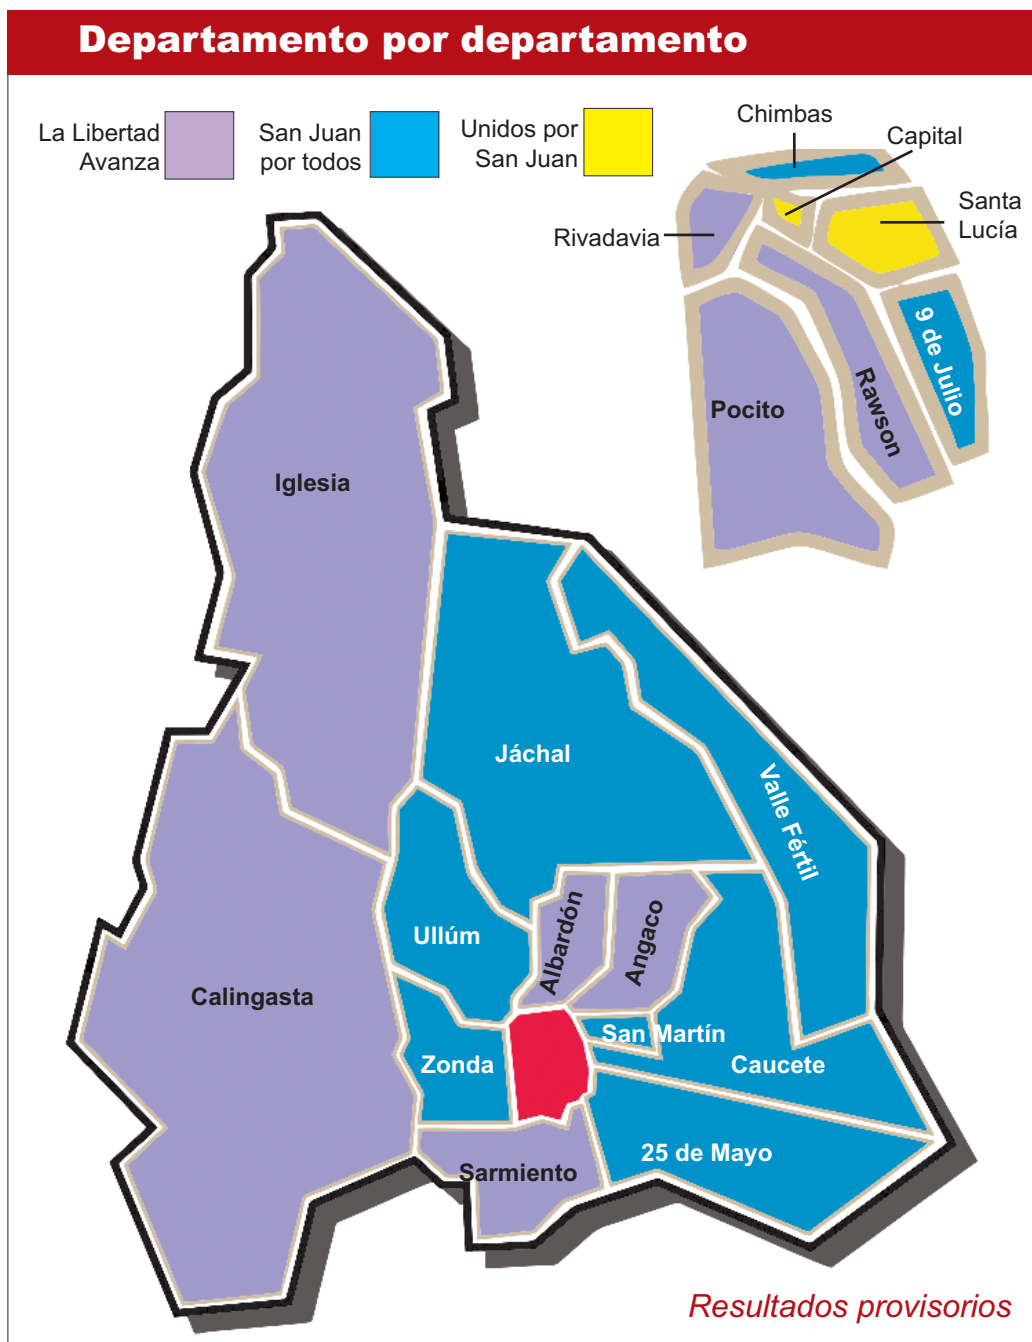 Departamento por departamento
La Libertad
Avanza
San Juan
por todos
Unidos por
San Juan
Chimbas
Capital
Santa
Lucía
Rivadavia
9 de Julio
Rawson
Pocito
Iglesia
Jáchal
Valle Fértil
Ullúm
Albardón
Angaco
Calingasta
San Martín
Zonda
Caucete
25 de Mayo
Sarmiento
Resultados provisorios